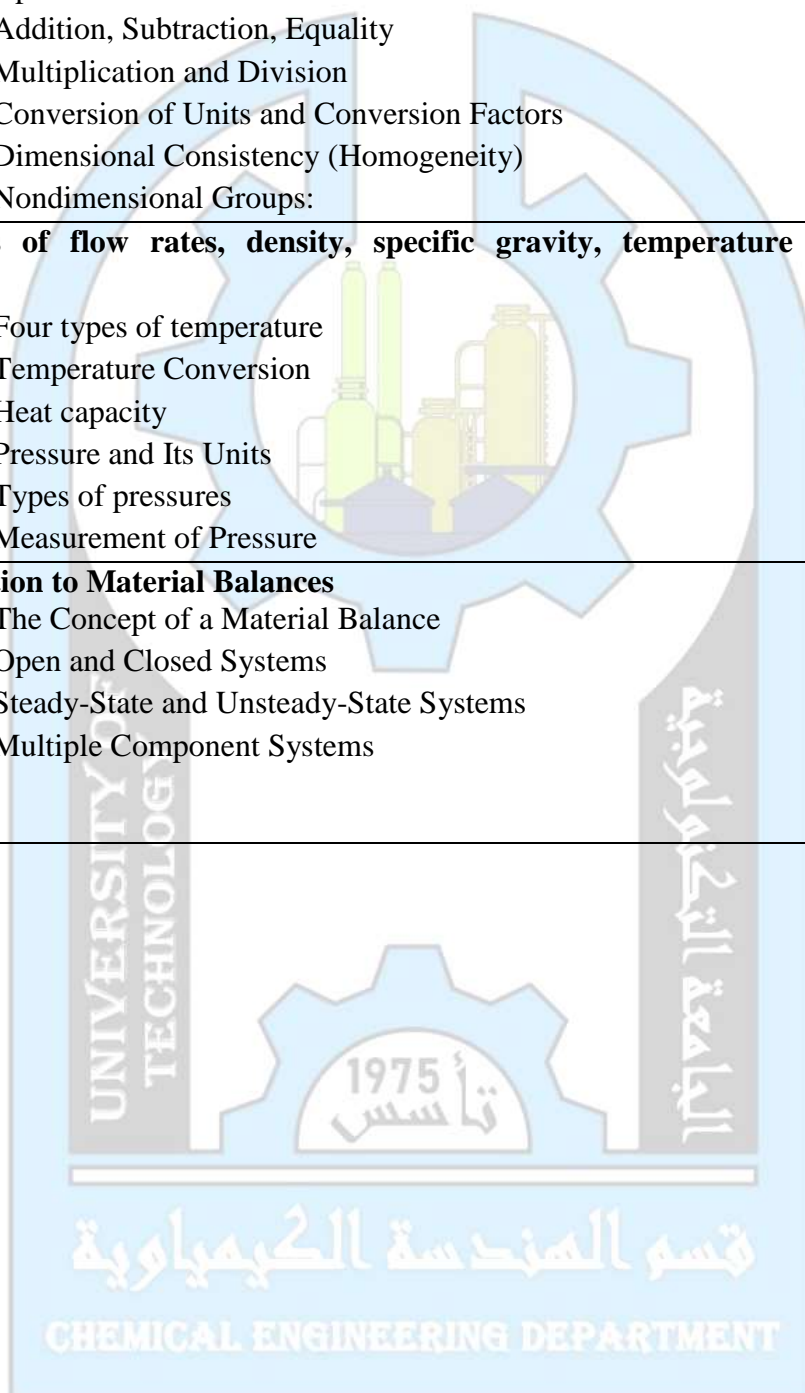 Addition, Subtraction, Equality
Multiplication and Division
Conversion of Units and Conversion Factors
Dimensional Consistency (Homogeneity)
Nondimensional Groups:
of flow rates, density, specific gravity, temperature
Four types of temperature
Temperature Conversion
Heat capacity
Pressure and Its Units
Types of pressures
Measurement of Pressure
tion to Material Balances
The Concept of a Material Balance
Open and Closed Systems
Steady-State and Unsteady-State Systems
Multiple Component Systems
UNIVERSITY OF
TECHNOLOGY
الجامعة التكنولوجية
1975 تأسس
قسم الهندسة الكيمياوية
CHEMICAL ENGINEERING DEPARTMENT